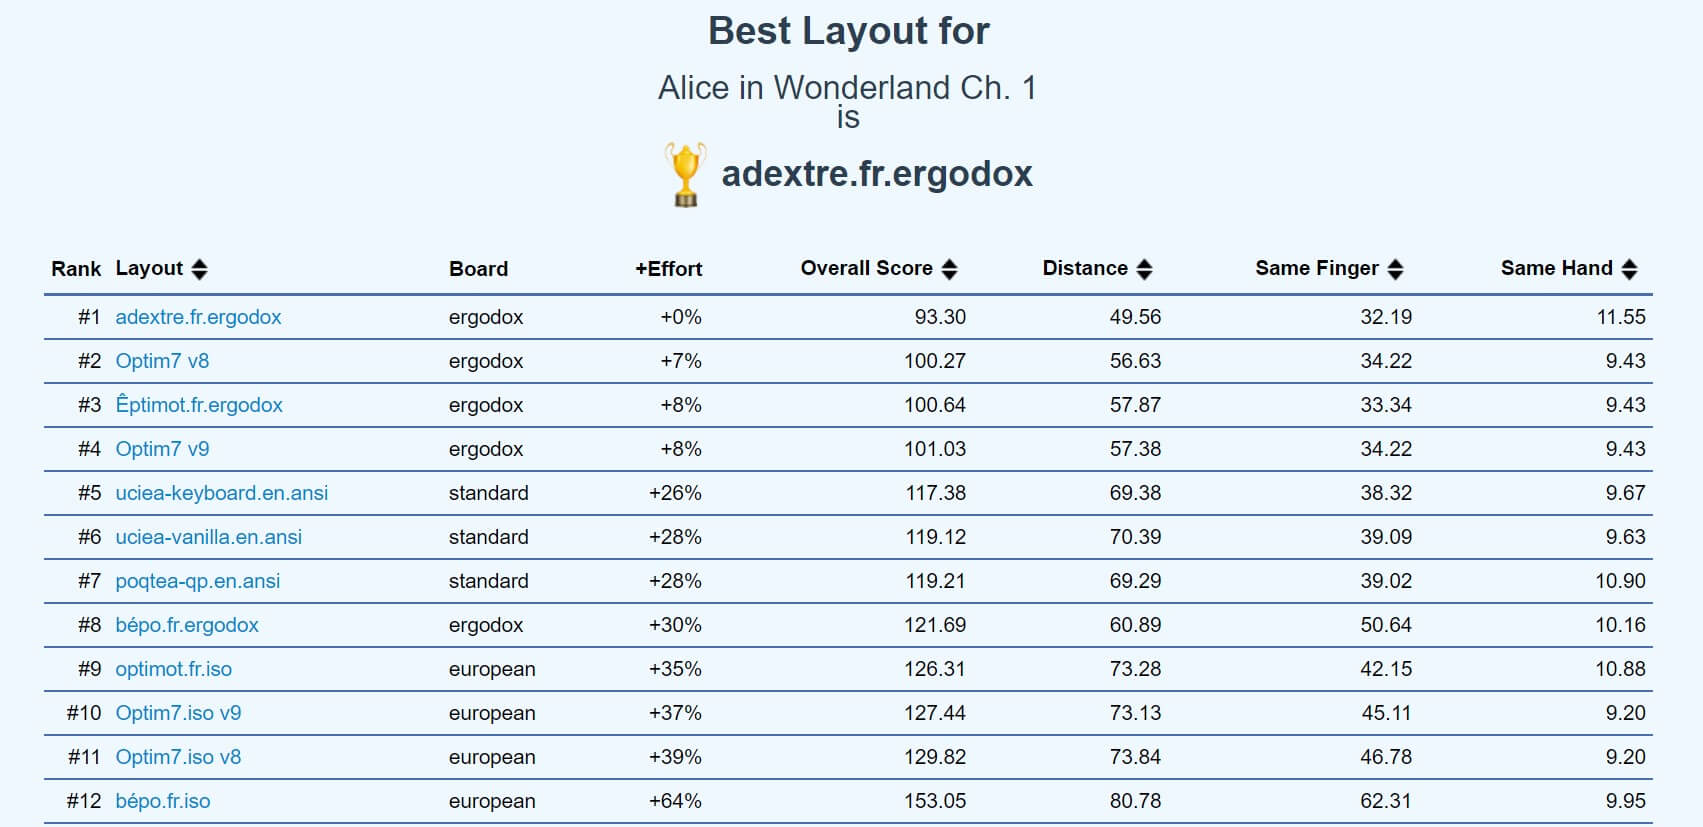 Best Layout for
Alice in Wonderland Ch. 1
is
adextre.fr.ergodox
Rank Layout Board +Effort Overall Score Distance Same Finger Same Hand
#1 adextre.fr.ergodox ergodox +0% 93.30 49.56 32.19 11.55
#2 Optim7 v8 ergodox +7% 100.27 56.63 34.22 9.43
#3 Êptimot.fr.ergodox ergodox +8% 100.64 57.87 33.34 9.43
#4 Optim7 v9 ergodox +8% 101.03 57.38 34.22 9.43
#5 uciea-keyboard.en.ansi standard +26% 117.38 69.38 38.32 9.67
#6 uciea-vanilla.en.ansi standard +28% 119.12 70.39 39.09 9.63
#7 poqtea-qp.en.ansi standard +28% 119.21 69.29 39.02 10.90
#8 bépo.fr.ergodox ergodox +30% 121.69 60.89 50.64 10.16
#9 optimot.fr.iso european +35% 126.31 73.28 42.15 10.88
#10 Optim7.iso v9 european +37% 127.44 73.13 45.11 9.20
#11 Optim7.iso v8 european +39% 129.82 73.84 46.78 9.20
#12 bépo.fr.iso european +64% 153.05 80.78 62.31 9.95